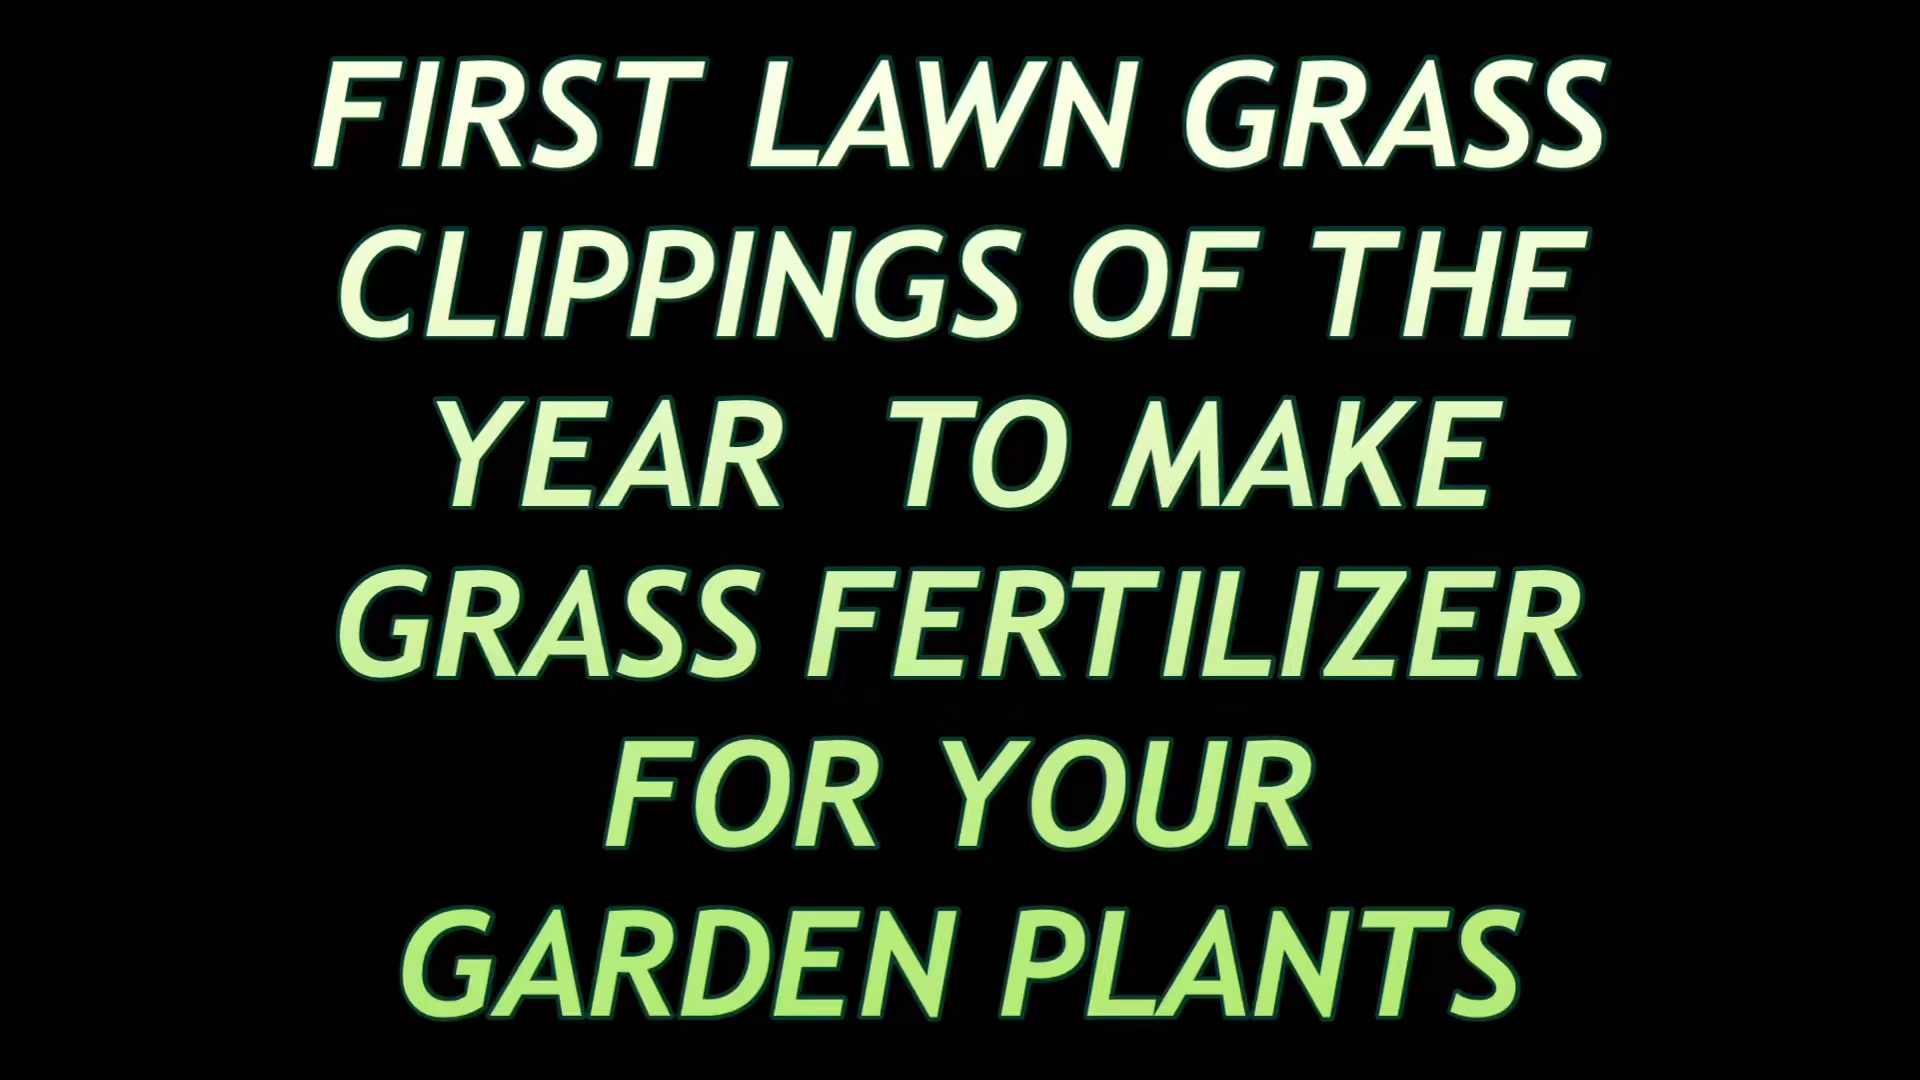 FIRST LAWN GRASS
CLIPPINGS OF THE
YEAR  TO MAKE
GRASS FERTILIZER
FOR YOUR
GARDEN PLANTS